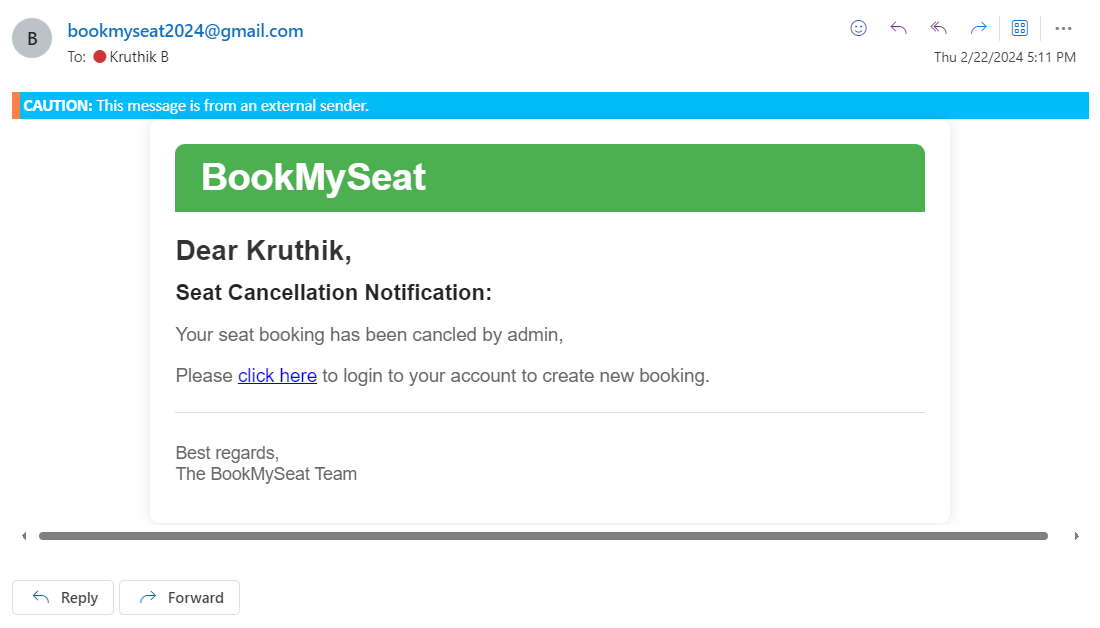 B
bookmyseat2024@gmail.com
To: Kruthik B
Thu 2/22/2024 5:11 PM
CAUTION: This message is from an external sender.
BookMySeat
Dear Kruthik,
Seat Cancellation Notification:
Your seat booking has been cancled by admin,
Please click here to login to your account to create new booking.
Best regards,
The BookMySeat Team
Reply
Forward